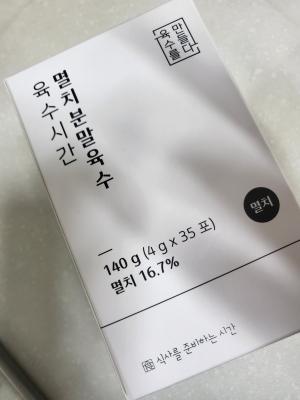 육수를
만들다
육수시간
멸치분말육수
멸치
140 g (4 g x 35 포)
멸치 16.7%
식사를 준비하는 시간